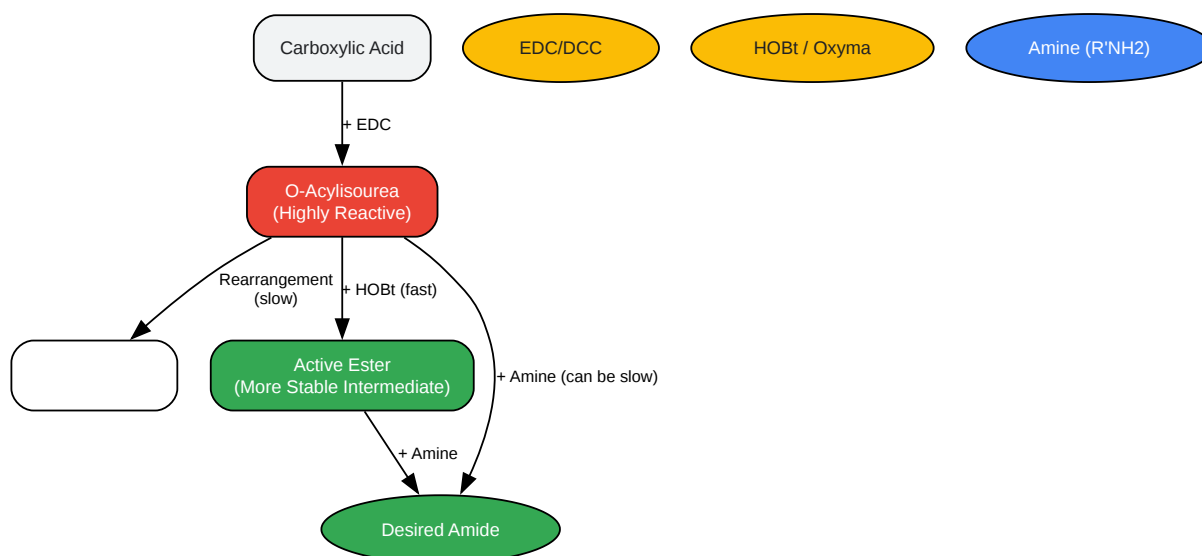 Carboxylic Acid
EDC/DCC
HOBt / Oxyma
Amine (R'NH2)
+ EDC
O-Acylisourea
(Highly Reactive)
Rearrangement
(slow)
+ HOBt (fast)
Active Ester
(More Stable Intermediate)
+ Amine (can be slow)
+ Amine
Desired Amide